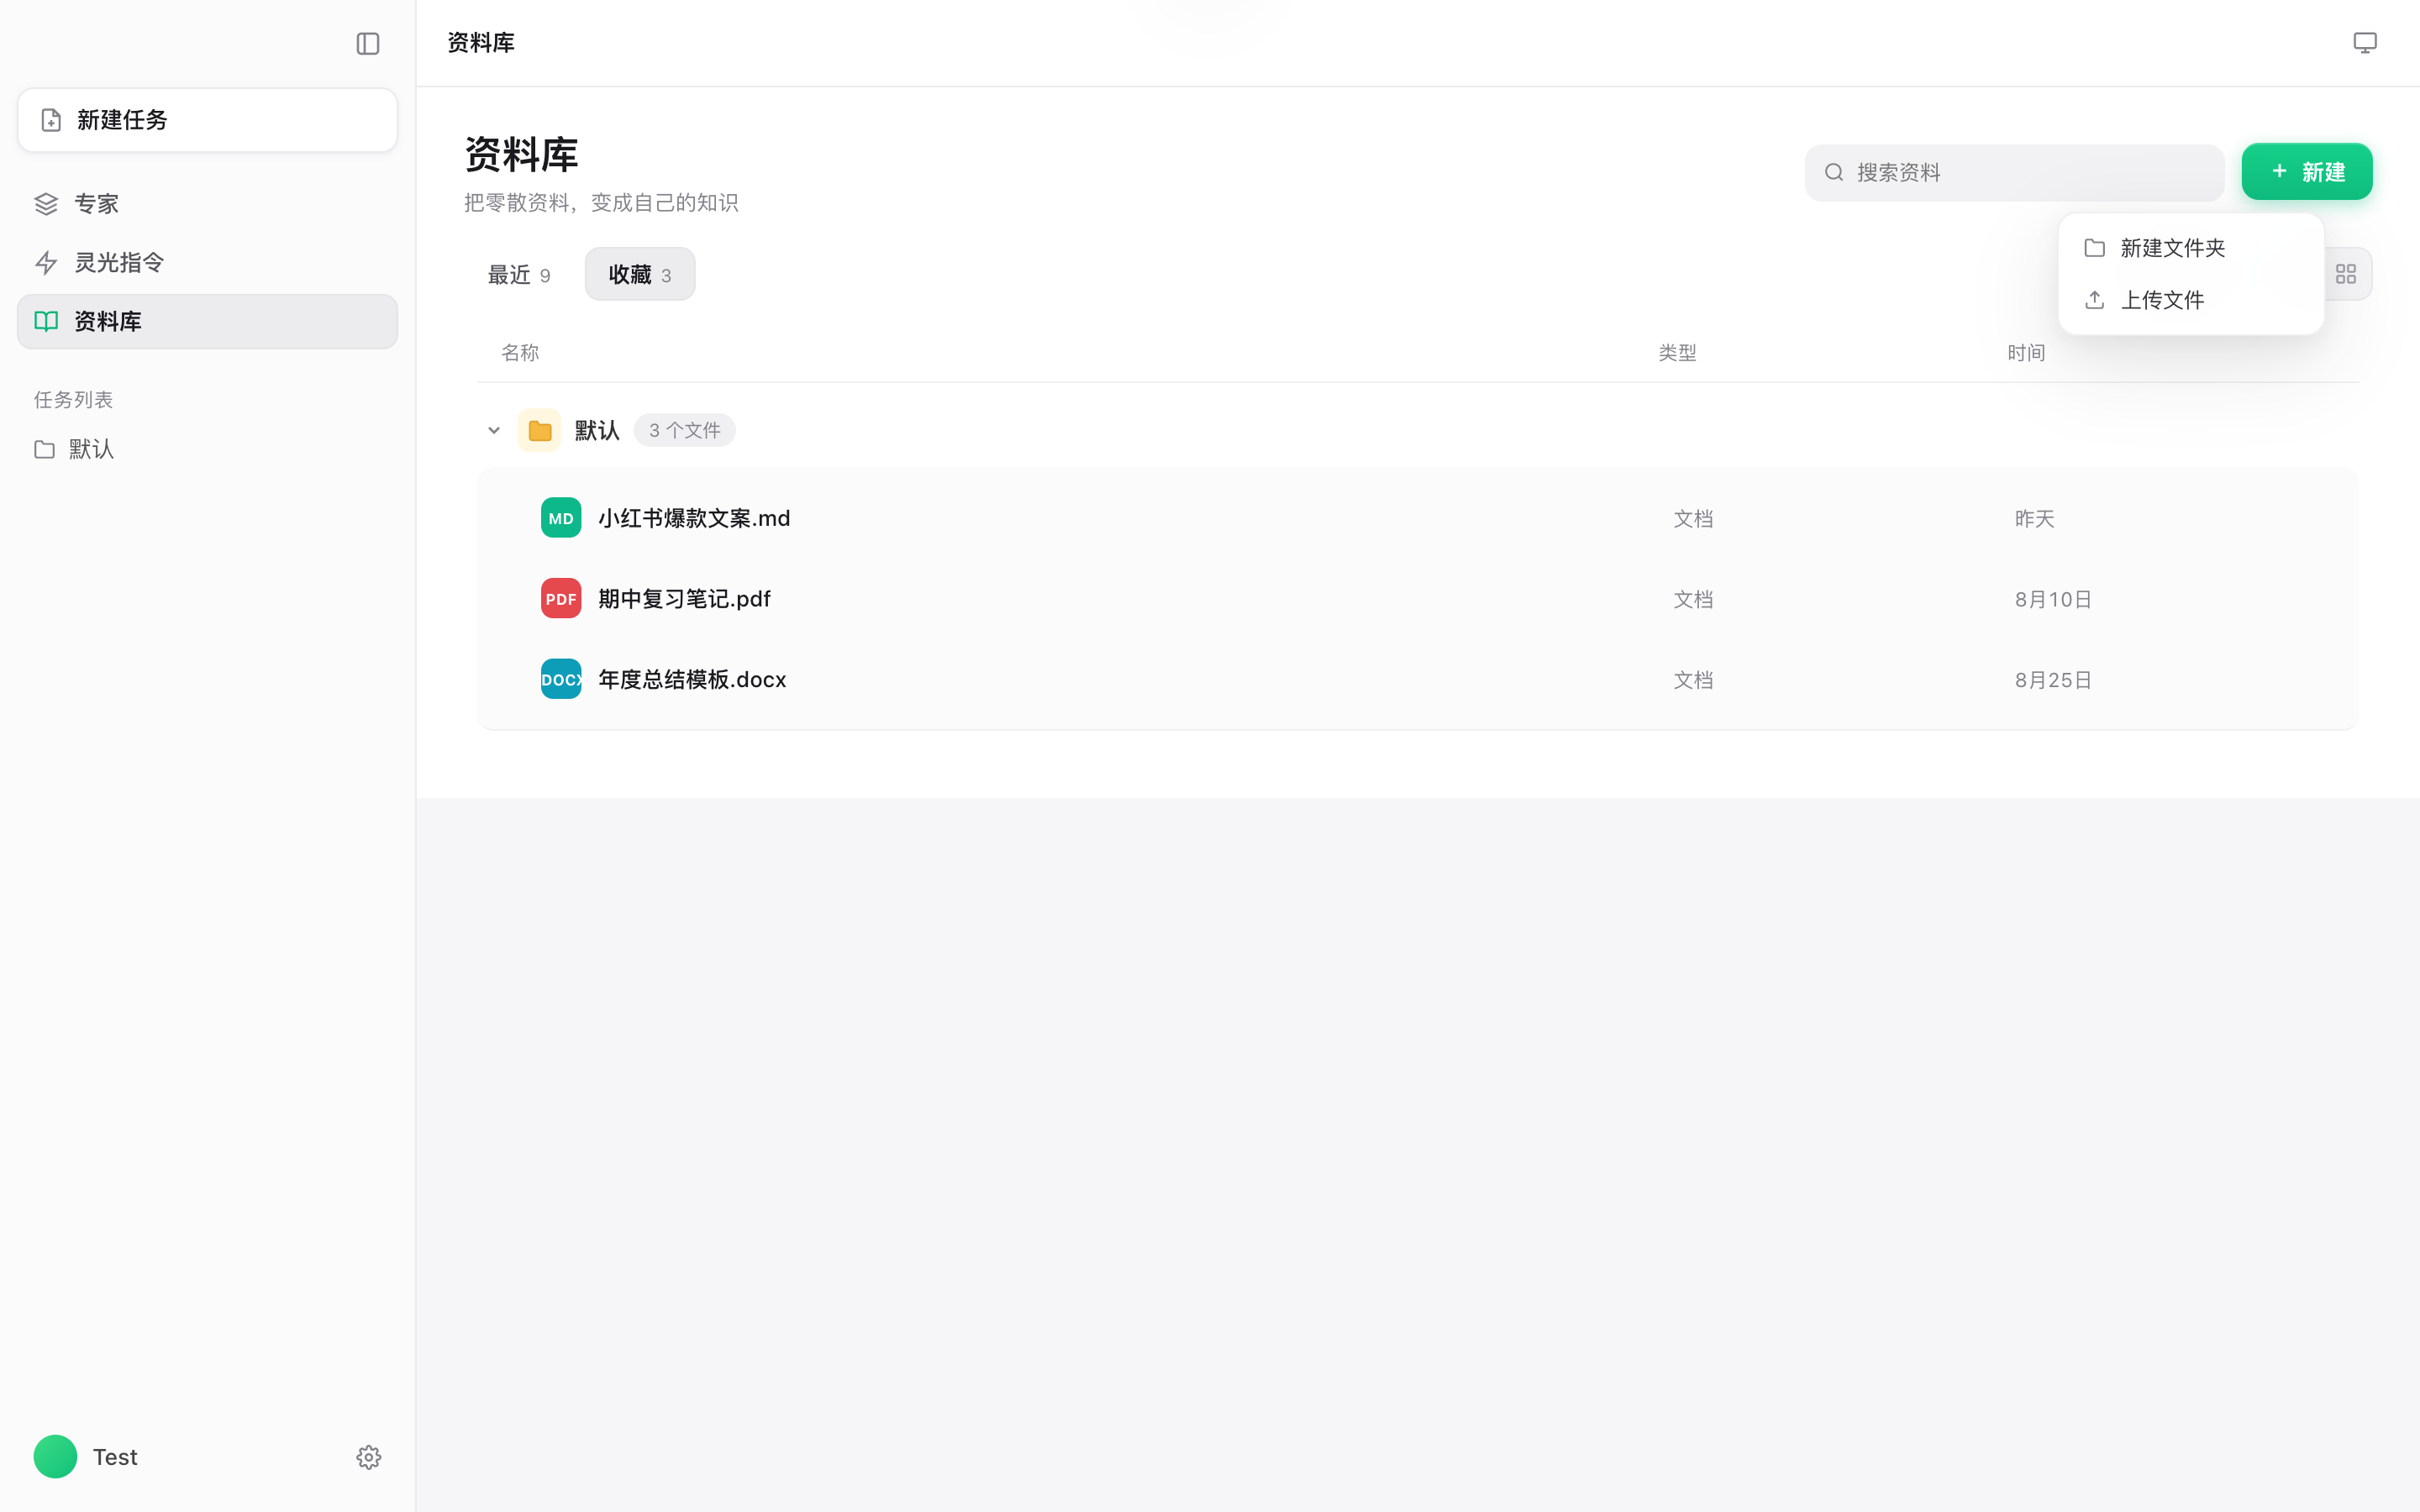 资料库
新建任务
专家
灵光指令
资料库
任务列表
默认
Test
资料库
把零散资料，变成自己的知识
搜索资料
+ 新建
新建文件夹
上传文件
最近 9
收藏 3
名称 类型 时间
默认 3 个文件
MD 小红书爆款文案.md 文档 昨天
PDF 期中复习笔记.pdf 文档 8月10日
DOCX 年度总结模板.docx 文档 8月25日